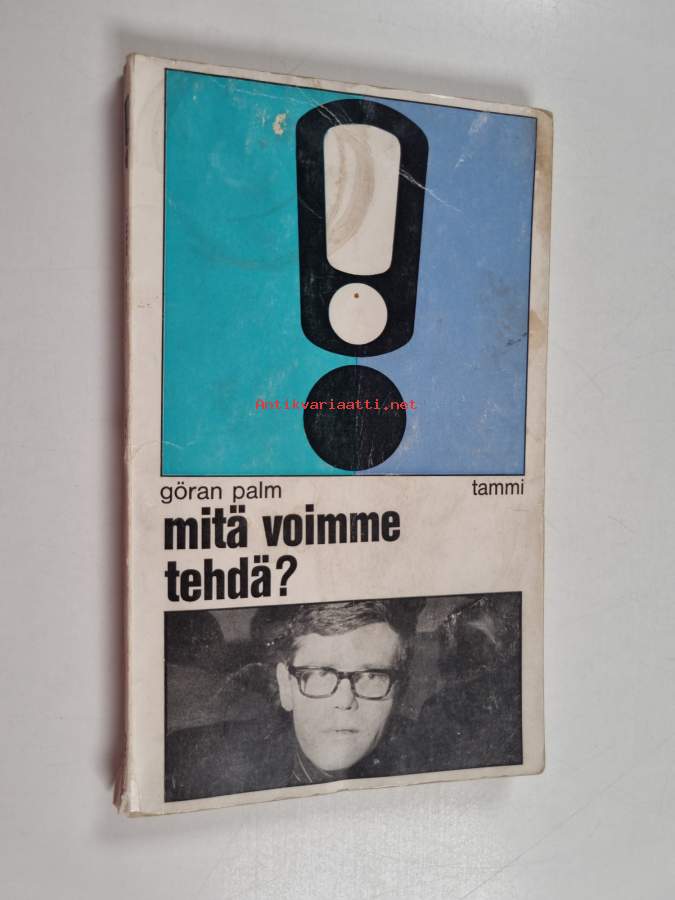 Antikvariaatti.net
göran palm
tammi
mitä voimme
tehdä?